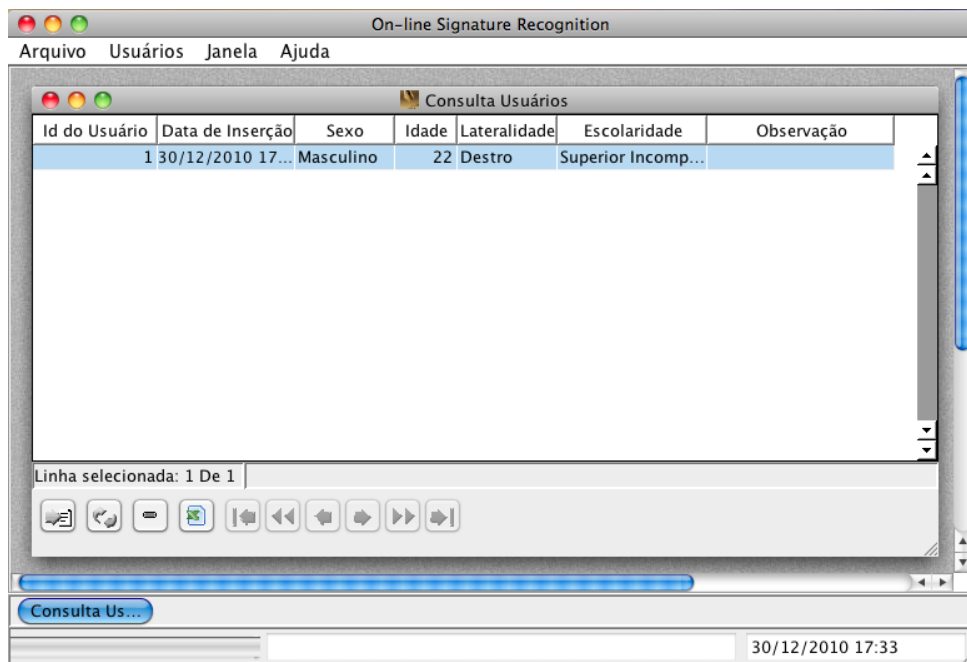 On-line Signature Recognition
Arquivo Usuários Janela Ajuda
Consulta Usuários
Id do Usuário Data de Inserção Sexo Idade Lateralidade Escolaridade Observação
1 30/12/2010 17... Masculino 22 Destro Superior Incomp...
Linha selecionada: 1 De 1
Consulta Us...
30/12/2010 17:33